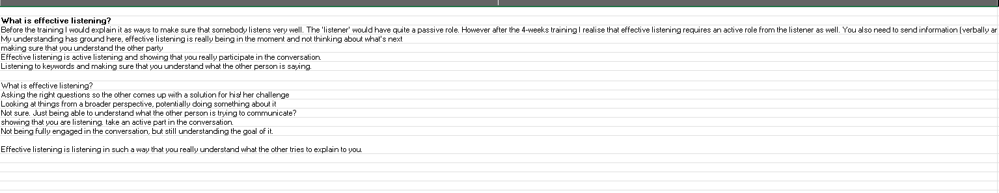 What is effective listening?
Before the training I would explain it as ways to make sure that somebody listens very well. The 'listener' would have quite a passive role. However after the 4-weeks training I realise that effective listening requires an active role from the listener as well. You also need to send information (verbally ar
My understanding has ground here, effective listening is really being in the moment and not thinking about what's next
making sure that you understand the other party
Effective listening is active listening and showing that you really participate in the conversation.
Listening to keywords and making sure that you understand what the other person is saying.
What is effective listening?
Asking the right questions so the other comes up with a solution for his/ her challenge
Looking at things from a broader perspective, potentially doing something about it
Not sure. Just being able to understand what the other person is trying to communicate?
showing that you are listening. take an active part in the conversation.
Not being fully engaged in the conversation, but still understanding the goal of it.
Effective listening is listening in such a way that you really understand what the other tries to explain to you.